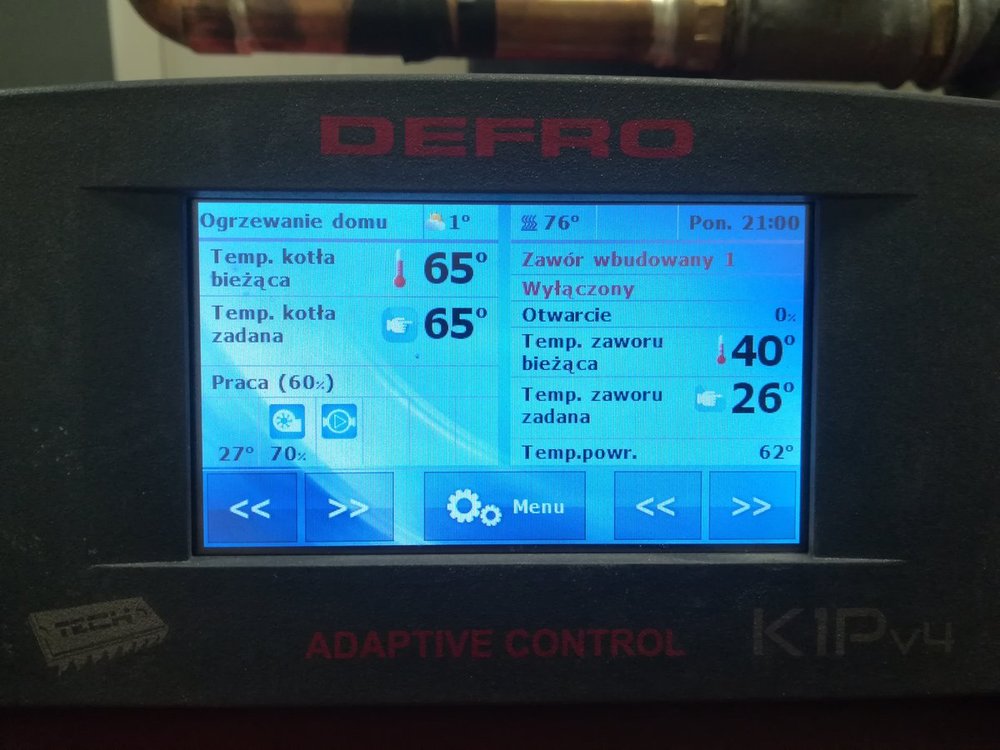 DEFRO
Ogrzewanie domu 1°
Temp. kotła
bieżąca 65°
Temp. kotła
zadana 65°
Praca (60%)
27° 70%
76° Pon. 21:00
Zawór wbudowany 1
Wyłączony
Otwarcie 0%
Temp. zaworu
bieżąca 40°
Temp. zaworu
zadana 26°
Temp.powr. 62°
<< >> Menu << >>
TECH
ADAPTIVE CONTROL
K1Pv4